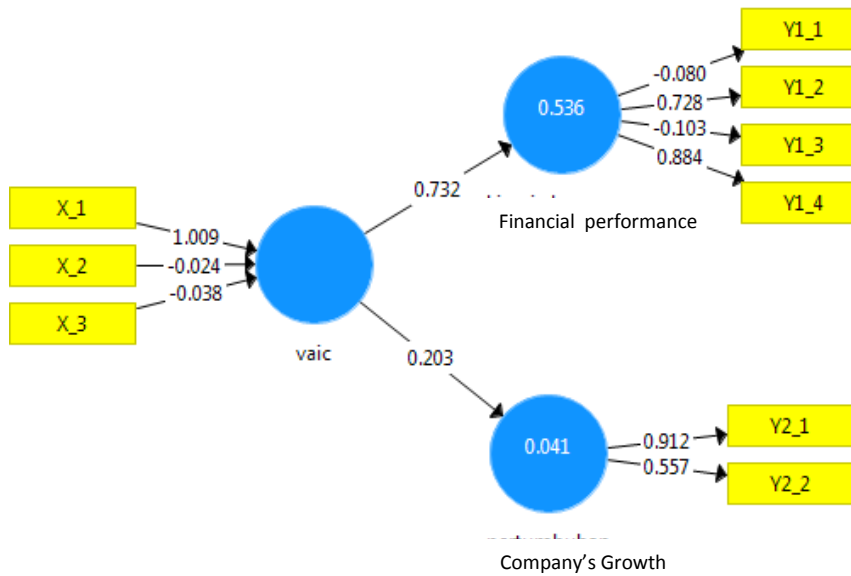 Y1_1
-0.080
Y1_2
0.728
0.536
-0.103
Y1_3
0.884
0.732
Y1_4
X_1
Financial performance
1.009
X_2
-0.024
-0.038
X_3
vaic
0.203
Y2_1
0.912
0.041
0.557
Y2_2
Company's Growth